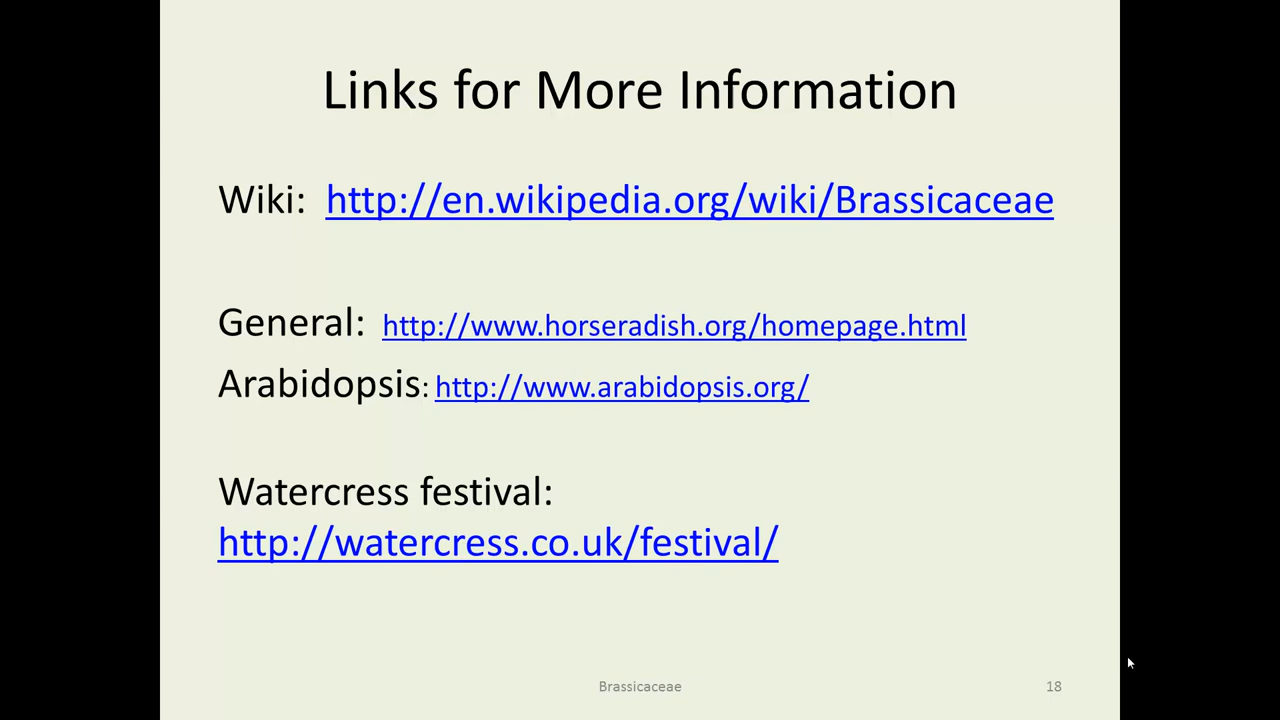 Links for More Information
Wiki: http://en.wikipedia.org/wiki/Brassicaceae
General: http://www.horseradish.org/homepage.html
Arabidopsis: http://www.arabidopsis.org/
Watercress festival:
http://watercress.co.uk/festival/
Brassicaceae 18